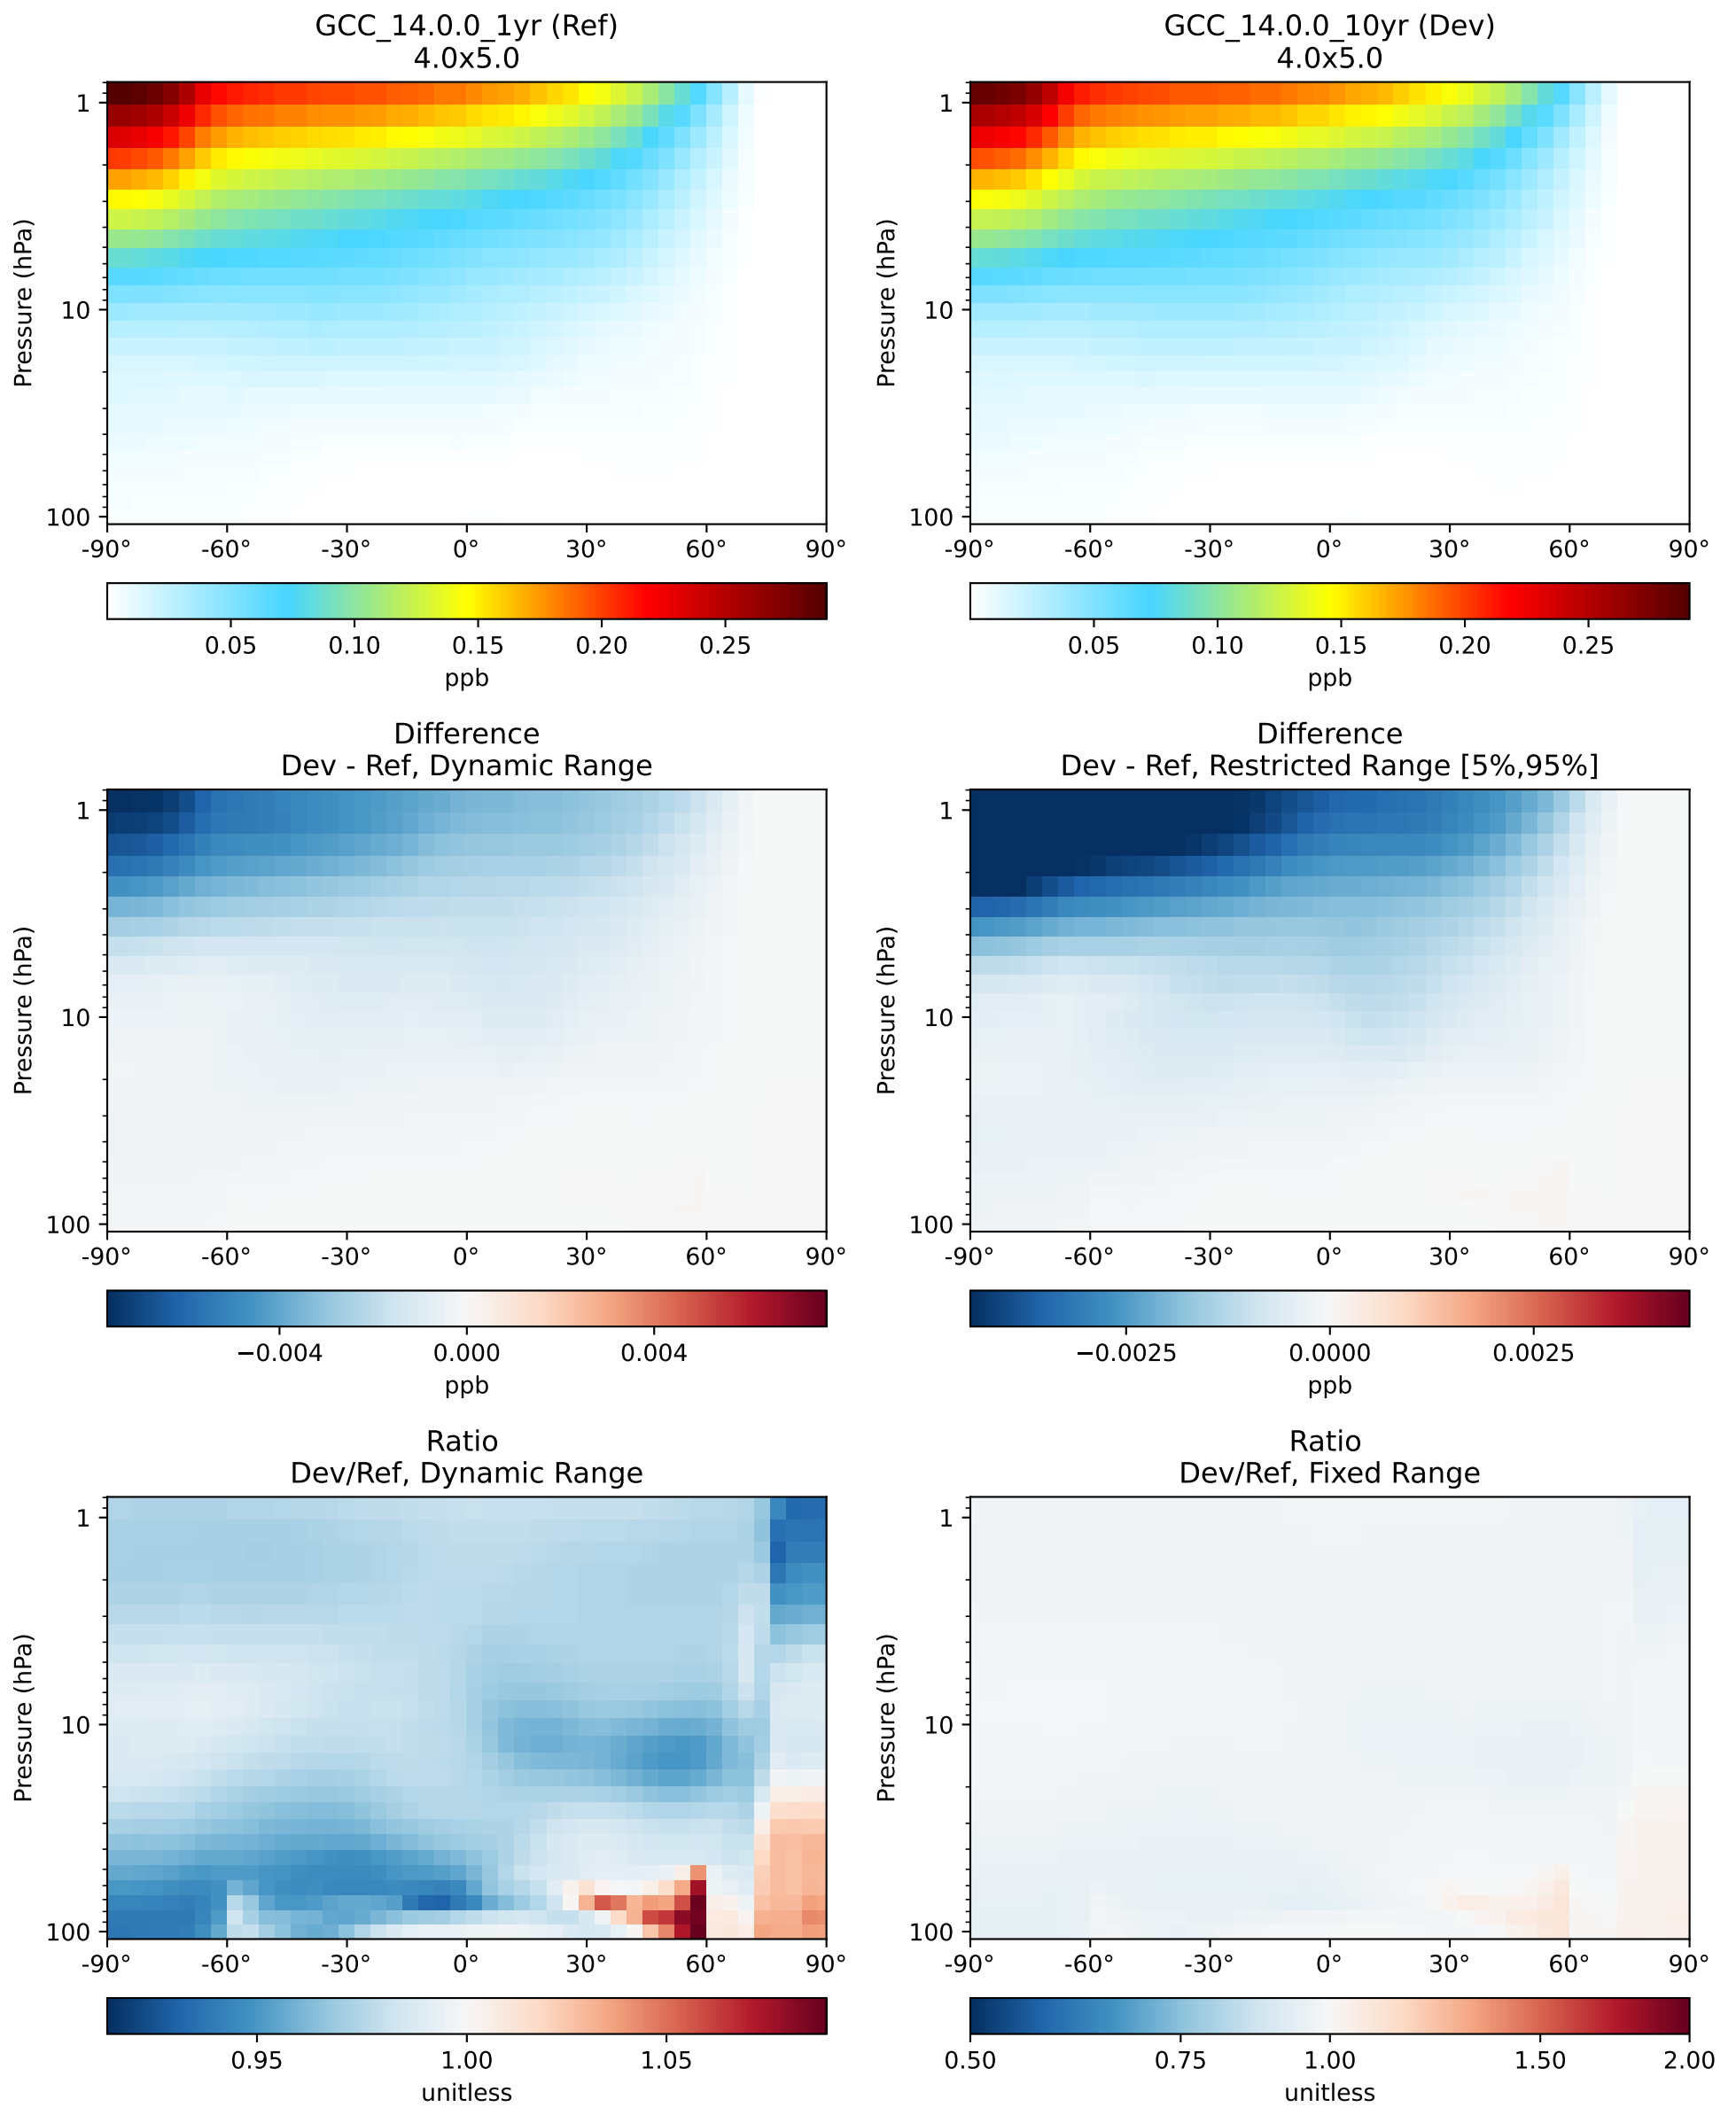 GCC_14.0.0_1yr (Ref)
4.0x5.0
Pressure (hPa)
1
10
100
-90° -60° -30° 0° 30° 60° 90°
0.05 0.10 0.15 0.20 0.25
ppb
GCC_14.0.0_10yr (Dev)
4.0x5.0
Pressure (hPa)
1
10
100
-90° -60° -30° 0° 30° 60° 90°
0.05 0.10 0.15 0.20 0.25
ppb
Difference
Dev - Ref, Dynamic Range
Pressure (hPa)
1
10
100
-90° -60° -30° 0° 30° 60° 90°
−0.004 0.000 0.004
ppb
Difference
Dev - Ref, Restricted Range [5%,95%]
Pressure (hPa)
1
10
100
-90° -60° -30° 0° 30° 60° 90°
−0.0025 0.0000 0.0025
ppb
Ratio
Dev/Ref, Dynamic Range
Pressure (hPa)
1
10
100
-90° -60° -30° 0° 30° 60° 90°
0.95 1.00 1.05
unitless
Ratio
Dev/Ref, Fixed Range
Pressure (hPa)
1
10
100
-90° -60° -30° 0° 30° 60° 90°
0.50 0.75 1.00 1.50 2.00
unitless